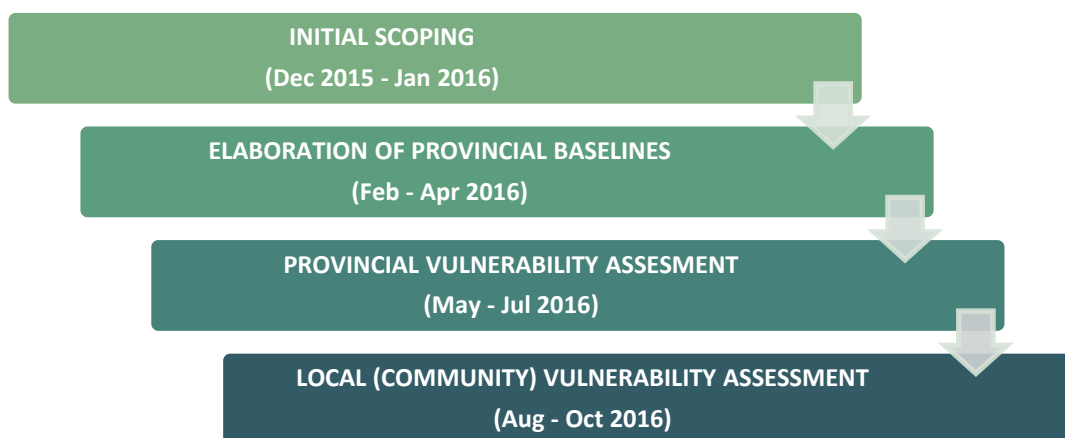 INITIAL SCOPING
(Dec 2015 - Jan 2016)
ELABORATION OF PROVINCIAL BASELINES
(Feb - Apr 2016)
PROVINCIAL VULNERABILITY ASSESMENT
(May - Jul 2016)
LOCAL (COMMUNITY) VULNERABILITY ASSESSMENT
(Aug - Oct 2016)